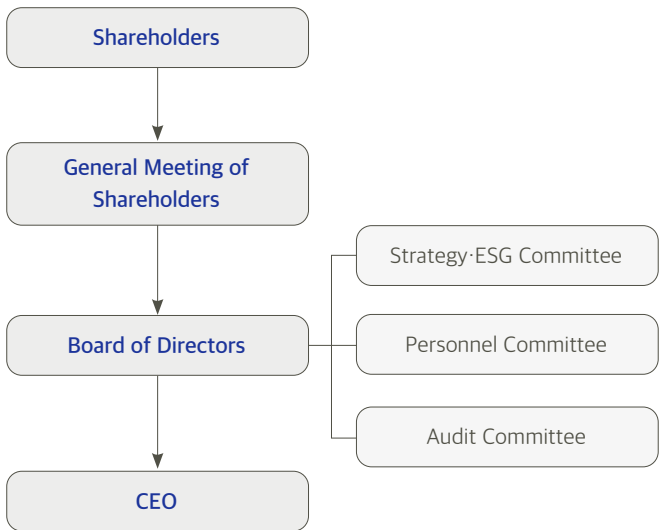 Shareholders
General Meeting of
Shareholders
Strategy·ESG Committee
Board of Directors
Personnel Committee
Audit Committee
CEO